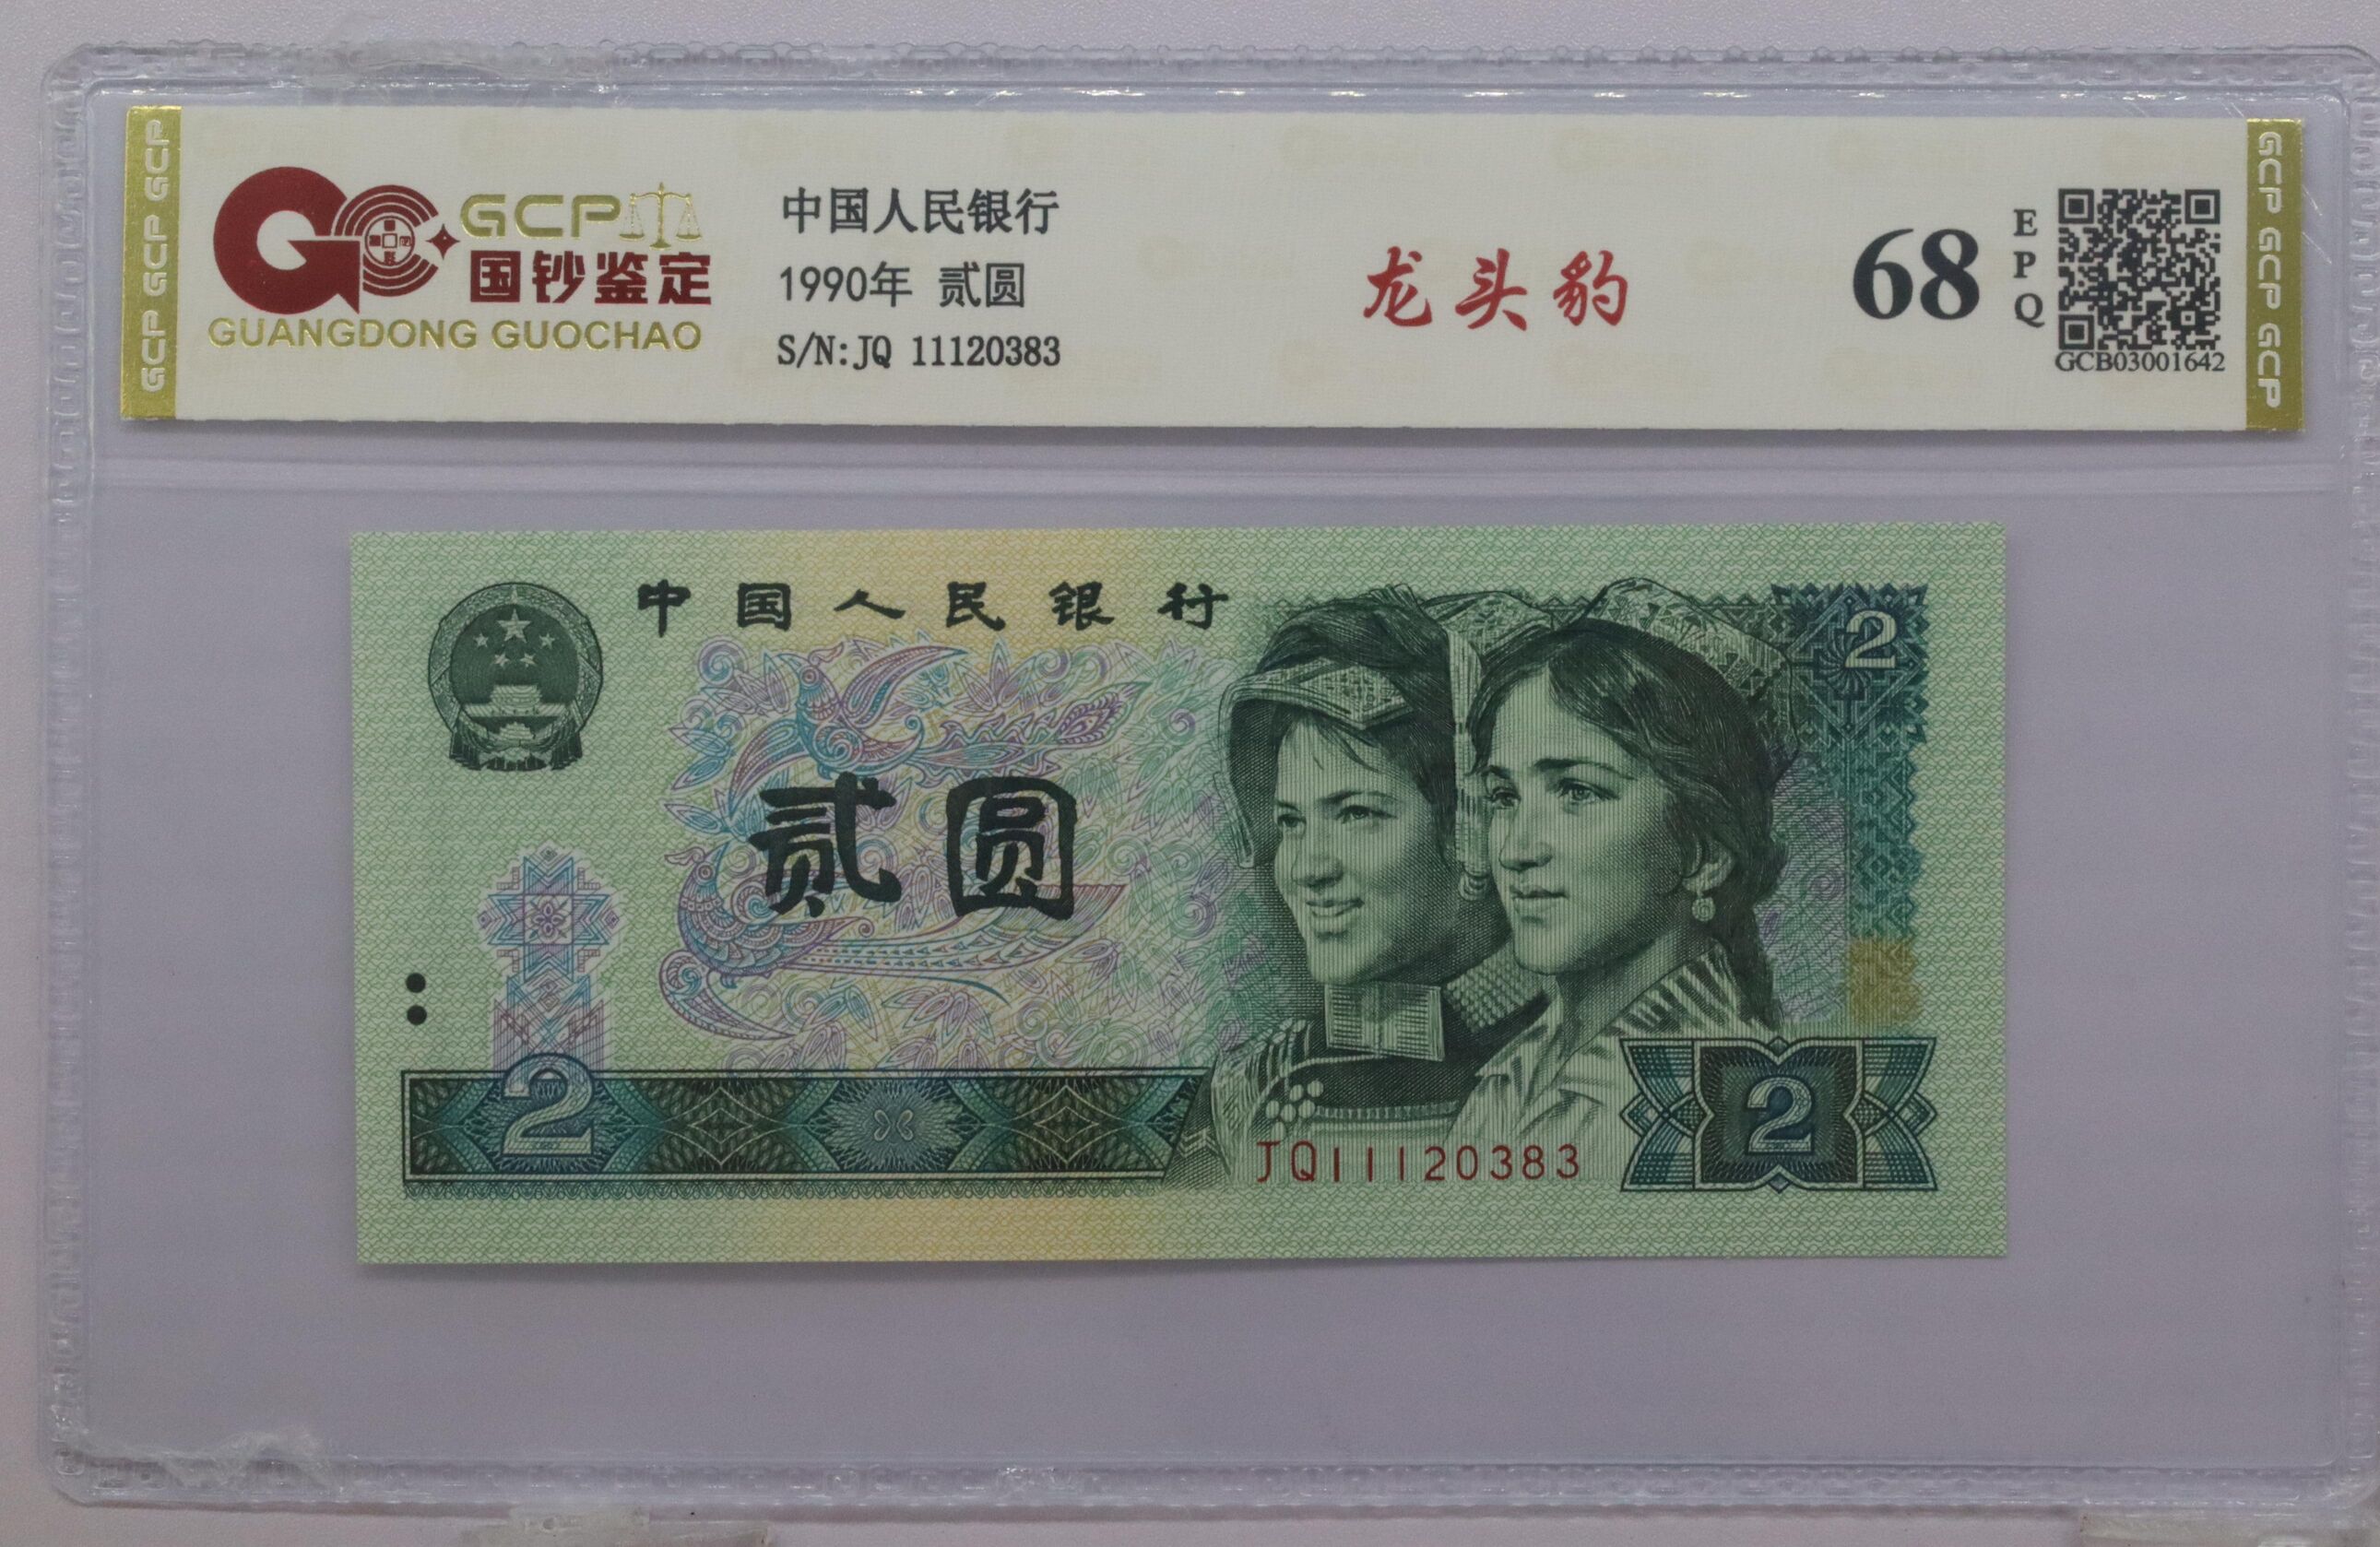 GCP GCP GCP
GCP
国钞鉴定
GUANGDONG GUOCHAO
中国人民银行
1990年 贰圆
S/N:JQ 11120383
龙头豹
68
EPQ
GCB03001642
GCP GCP GCP
中国人民银行
2
贰圆
2
JQ11120383
2